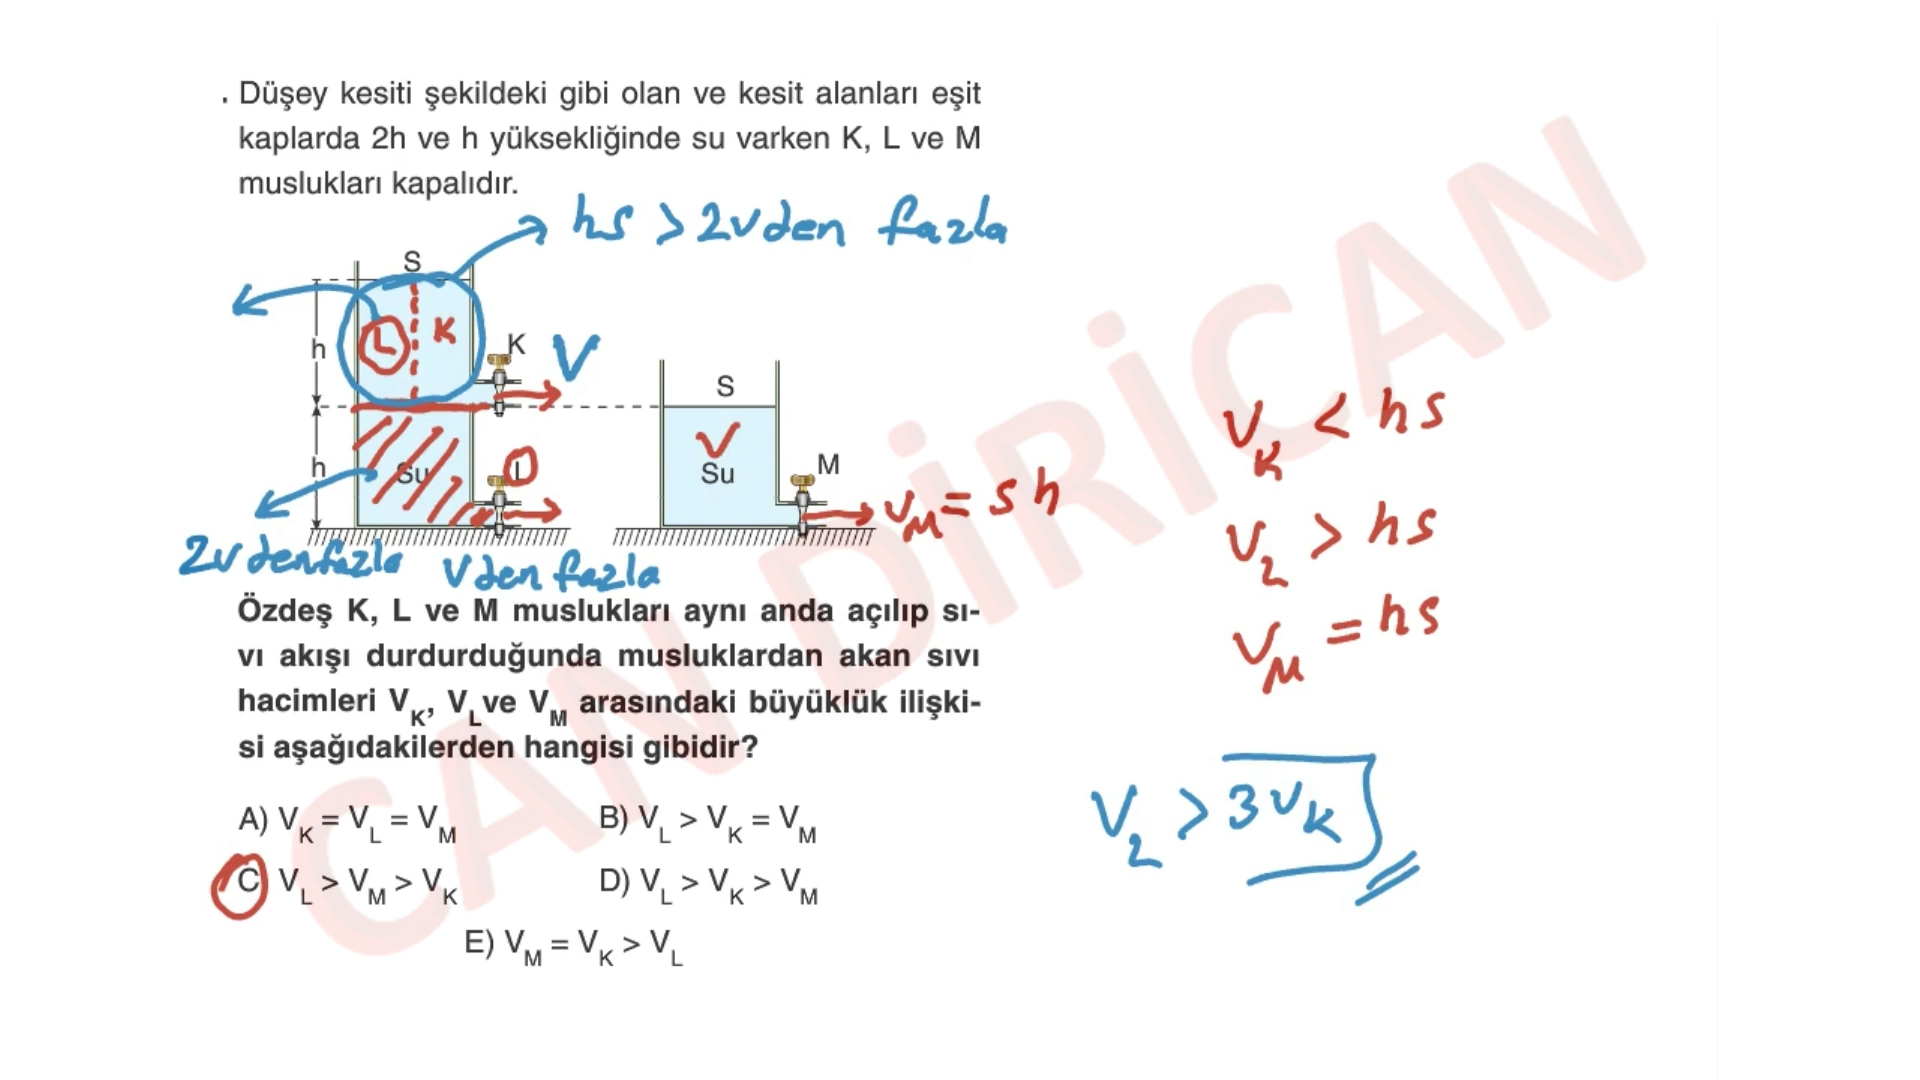 . Düşey kesiti şekildeki gibi olan ve kesit alanları eşit
kaplarda 2h ve h yüksekliğinde su varken K, L ve M
muslukları kapalıdır.
hs > 2v den fazla
S
L K
K
V
h
h
Su
L
S
V
Su
M
V_M = sh
2v den fazla
V den fazla
Özdeş K, L ve M muslukları aynı anda açılıp sı-
vı akışı durdurduğunda musluklardan akan sıvı
hacimleri V_K, V_L ve V_M arasındaki büyüklük ilişki-
si aşağıdakilerden hangisi gibidir?
A) V_K = V_L = V_M
B) V_L > V_K = V_M
C) V_L > V_M > V_K
D) V_L > V_K > V_M
E) V_M = V_K > V_L
V_K < hs
V_L > hs
V_M = hs
V_L > 3V_K
CAN DİRİCAN